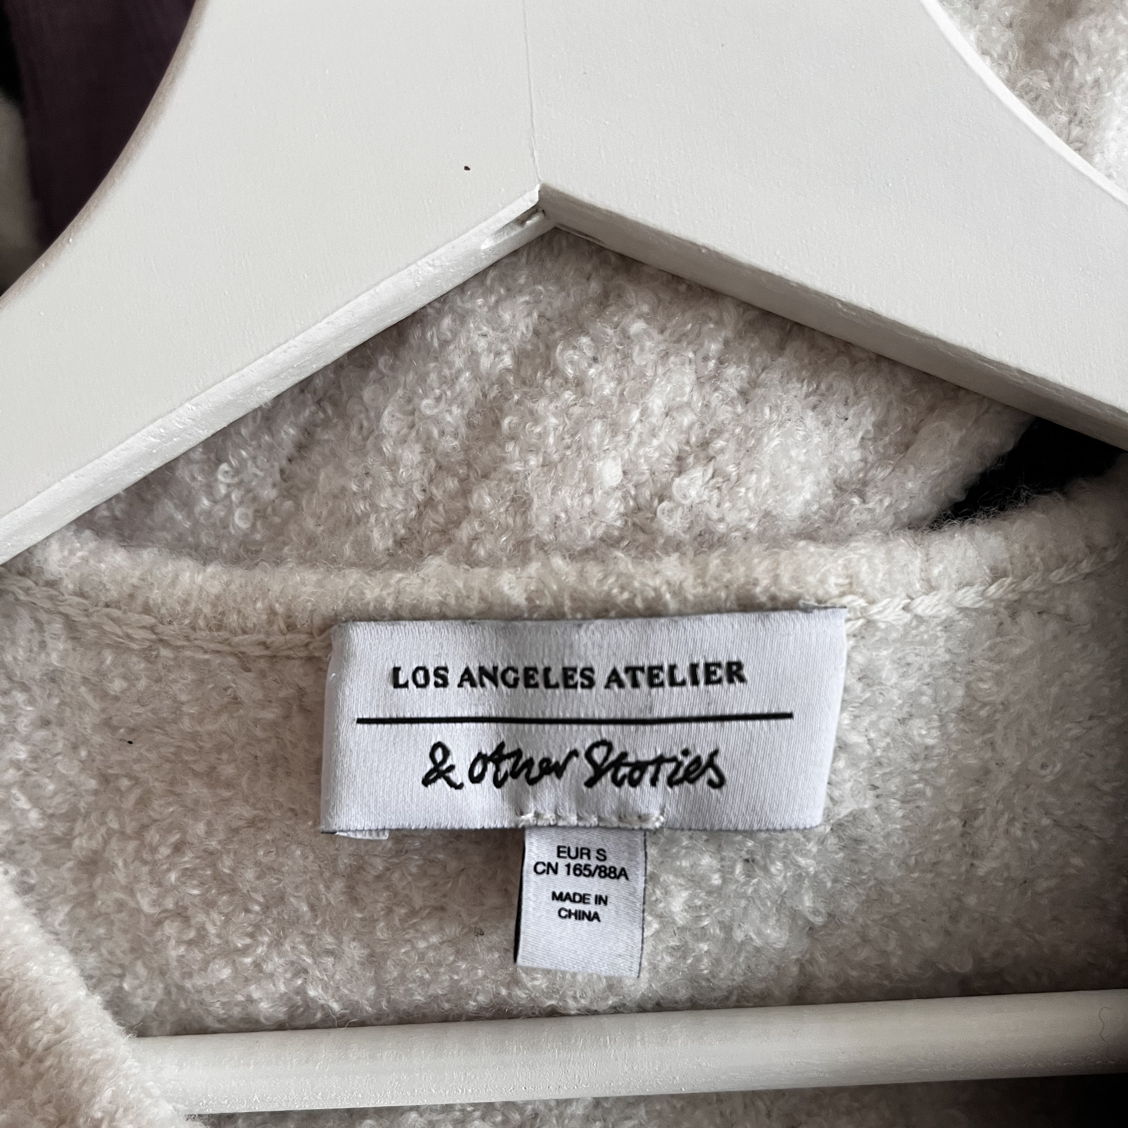 LOS ANGELES ATELIER
& other Stories
EUR S
CN 165/88A
MADE IN
CHINA